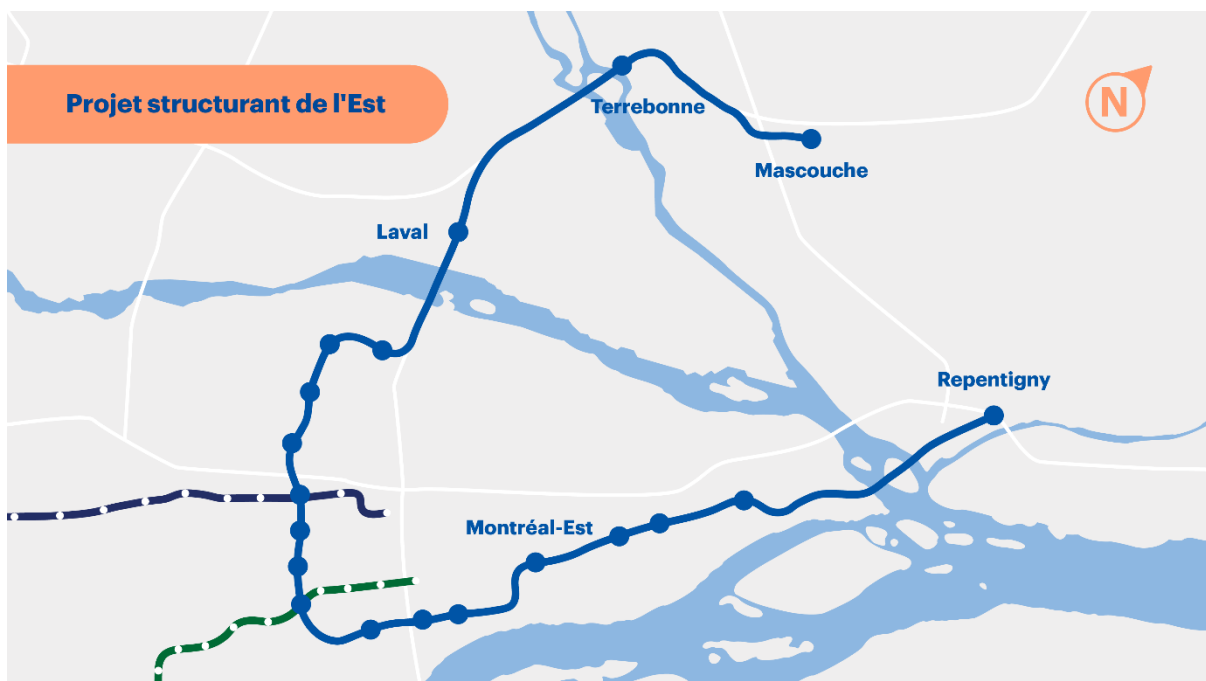 Projet structurant de l'Est
N
Terrebonne
Mascouche
Laval
Repentigny
Montréal-Est